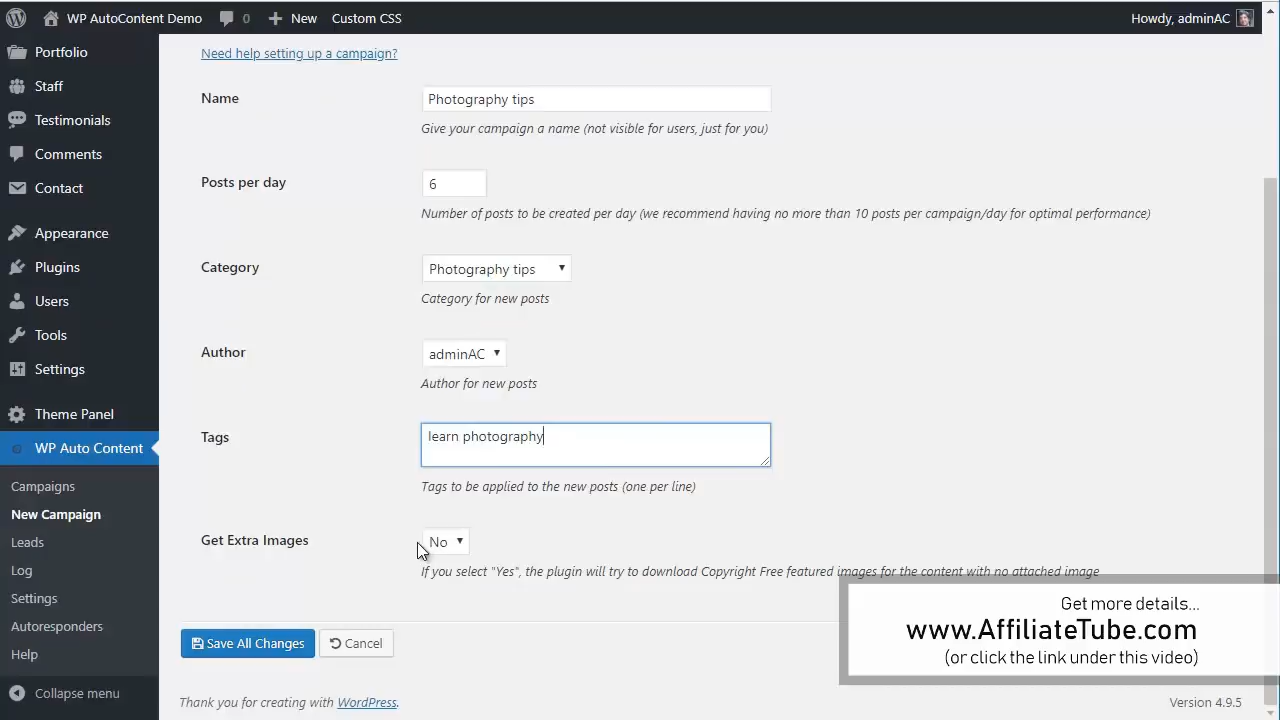 WP AutoContent Demo 0 New Custom CSS Howdy, adminAC
Portfolio
Staff
Testimonials
Comments
Contact
Appearance
Plugins
Users
Tools
Settings
Theme Panel
WP Auto Content
Campaigns
New Campaign
Leads
Log
Settings
Autoresponders
Help
Collapse menu
Need help setting up a campaign?
Name Photography tips
Give your campaign a name (not visible for users, just for you)
Posts per day 6
Number of posts to be created per day (we recommend having no more than 10 posts per campaign/day for optimal performance)
Category Photography tips
Category for new posts
Author adminAC
Author for new posts
Tags learn photography
Tags to be applied to the new posts (one per line)
Get Extra Images No
If you select "Yes", the plugin will try to download Copyright Free featured images for the content with no attached image
Save All Changes Cancel
Get more details...
www.AffiliateTube.com
(or click the link under this video)
Thank you for creating with WordPress. Version 4.9.5